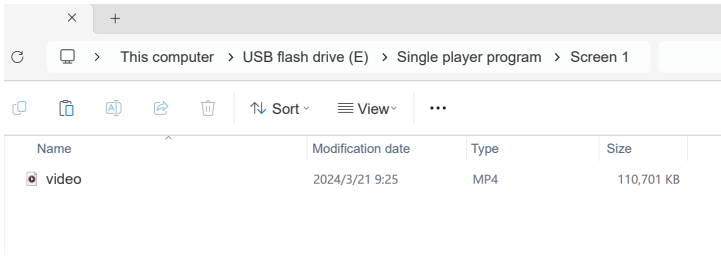 This computer > USB flash drive (E) > Single player program > Screen 1
Sort View
Name Modification date Type Size
video 2024/3/21 9:25 MP4 110,701 KB